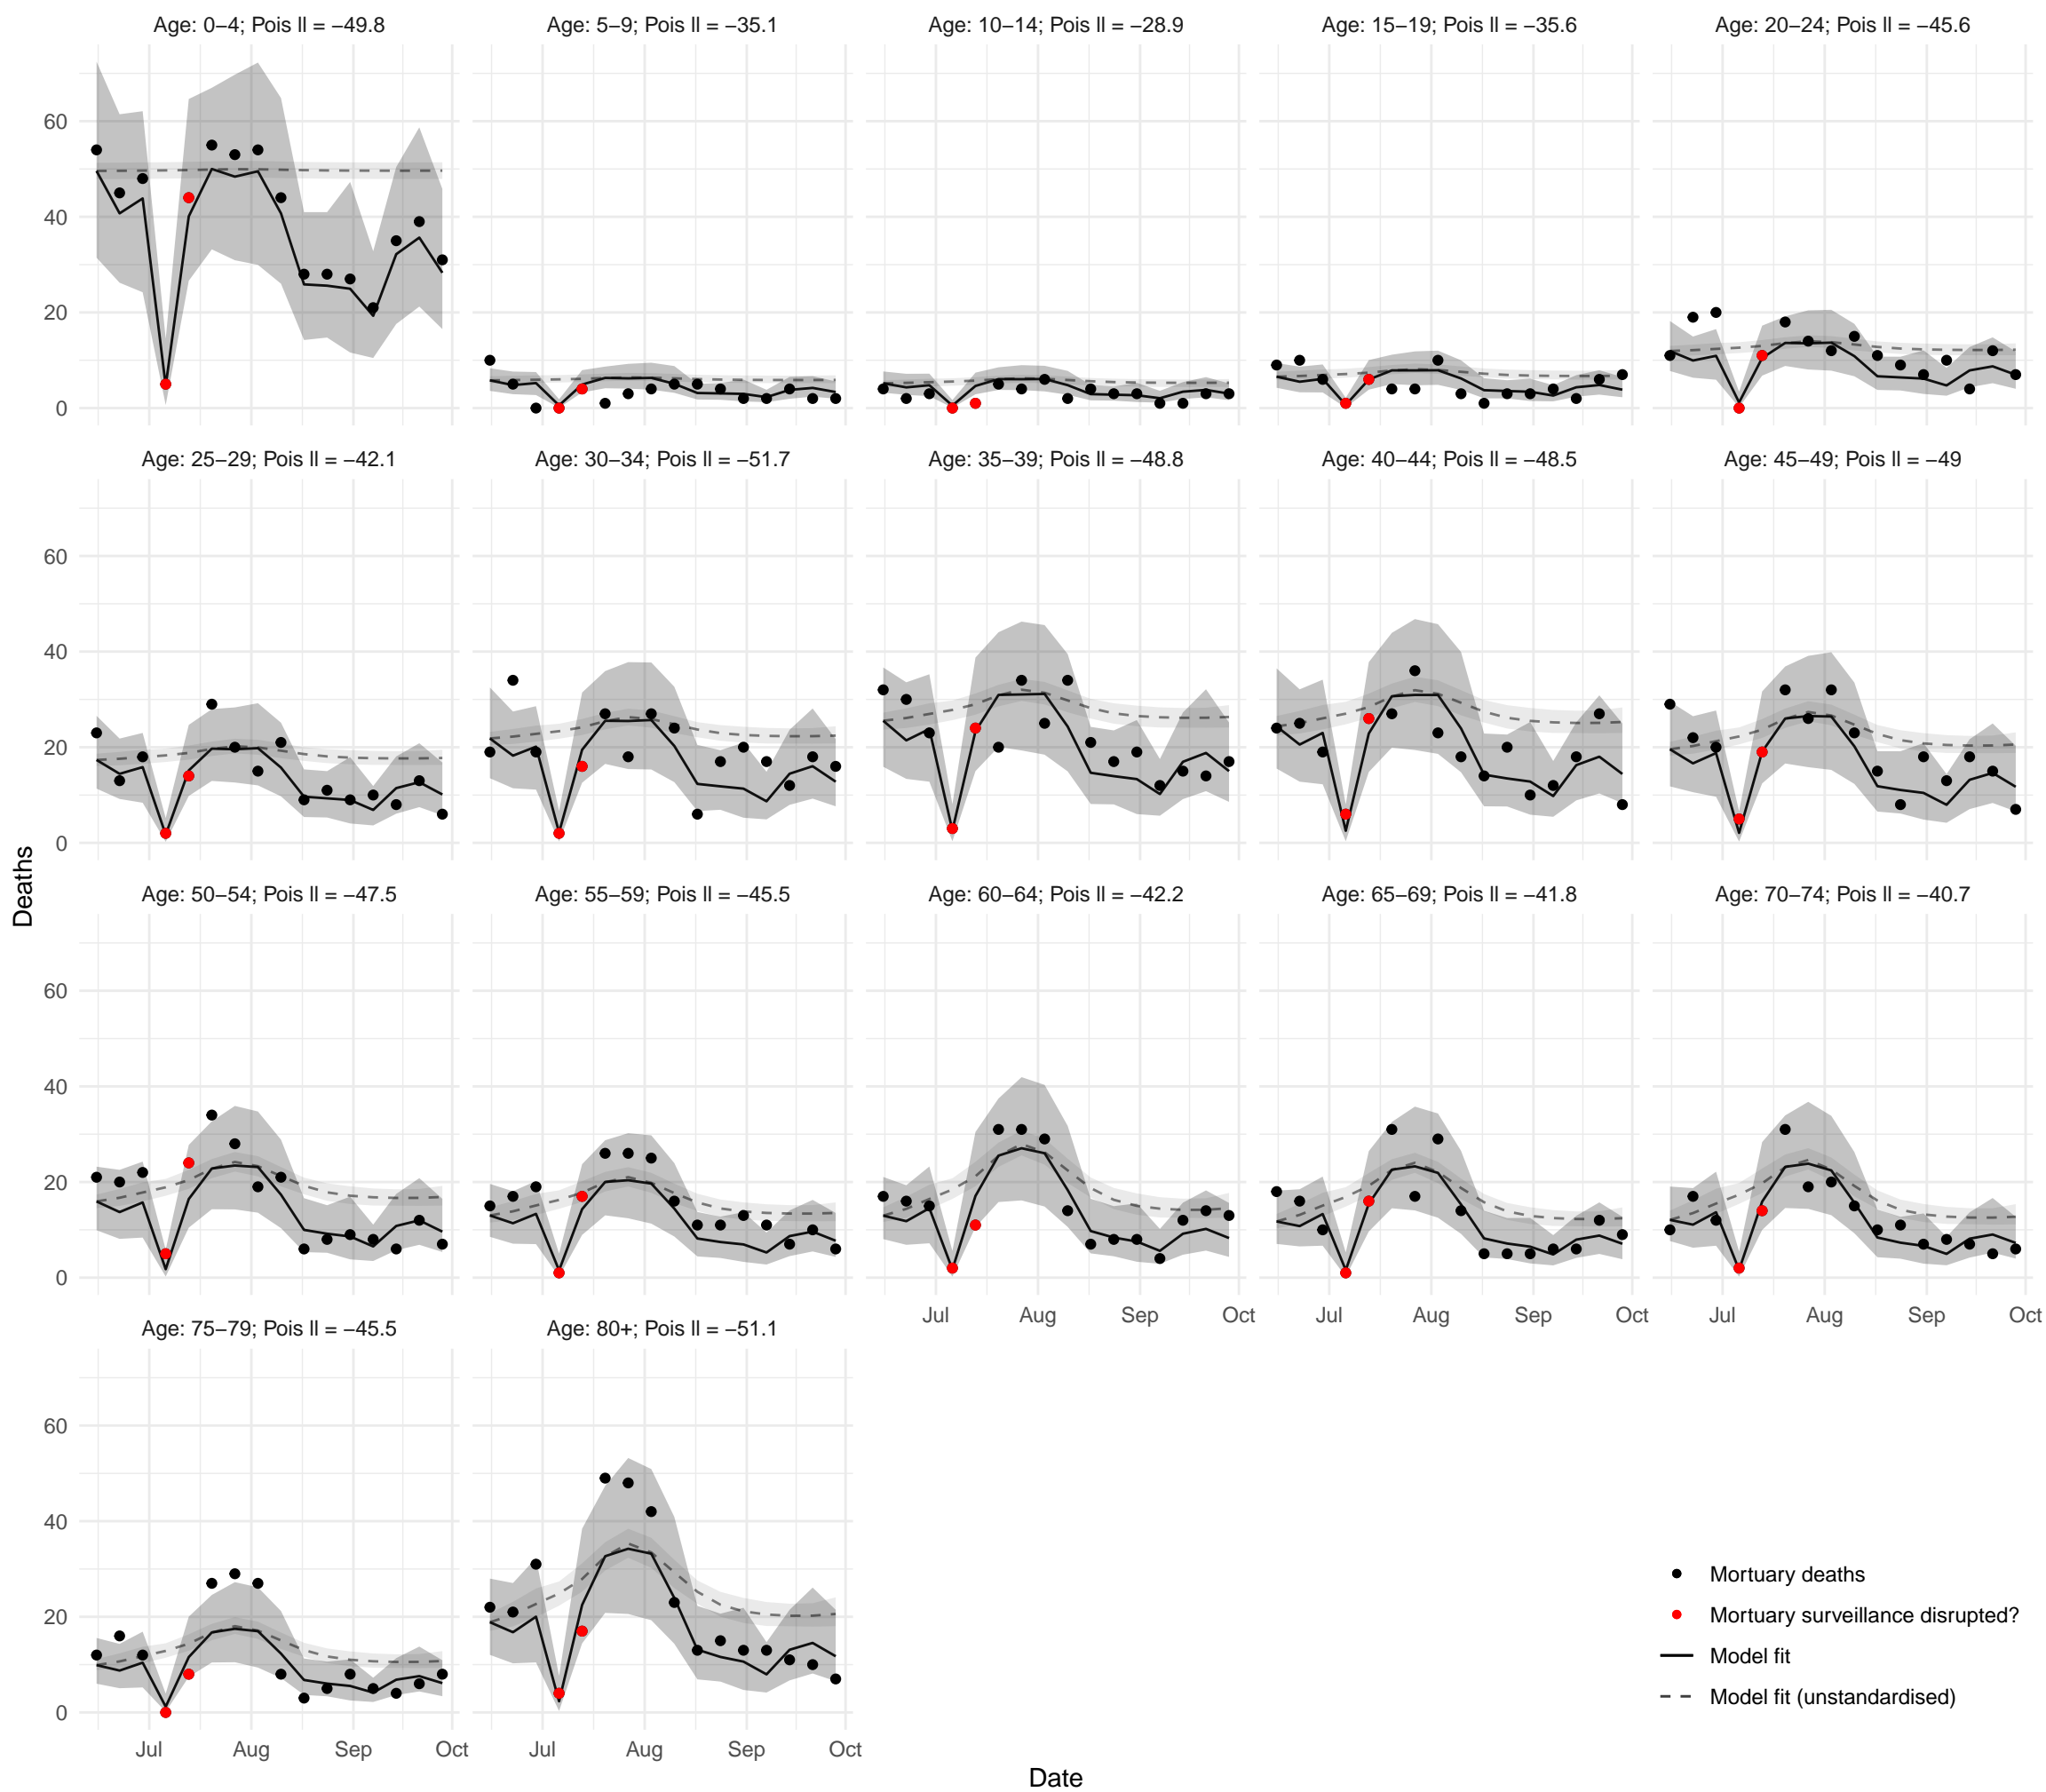 Age: 0−4; Pois ll = −49.8
Age: 5−9; Pois ll = −35.1
Age: 10−14; Pois ll = −28.9
Age: 15−19; Pois ll = −35.6
Age: 20−24; Pois ll = −45.6
60
40
20
0
Age: 25−29; Pois ll = −42.1
Age: 30−34; Pois ll = −51.7
Age: 35−39; Pois ll = −48.8
Age: 40−44; Pois ll = −48.5
Age: 45−49; Pois ll = −49
60
40
20
0
Deaths
Age: 50−54; Pois ll = −47.5
Age: 55−59; Pois ll = −45.5
Age: 60−64; Pois ll = −42.2
Age: 65−69; Pois ll = −41.8
Age: 70−74; Pois ll = −40.7
60
40
20
0
Jul Aug Sep Oct
Jul Aug Sep Oct
Jul Aug Sep Oct
Age: 75−79; Pois ll = −45.5
Age: 80+; Pois ll = −51.1
60
40
20
0
Jul Aug Sep Oct
Jul Aug Sep Oct
Mortuary deaths
Mortuary surveillance disrupted?
Model fit
Model fit (unstandardised)
Date